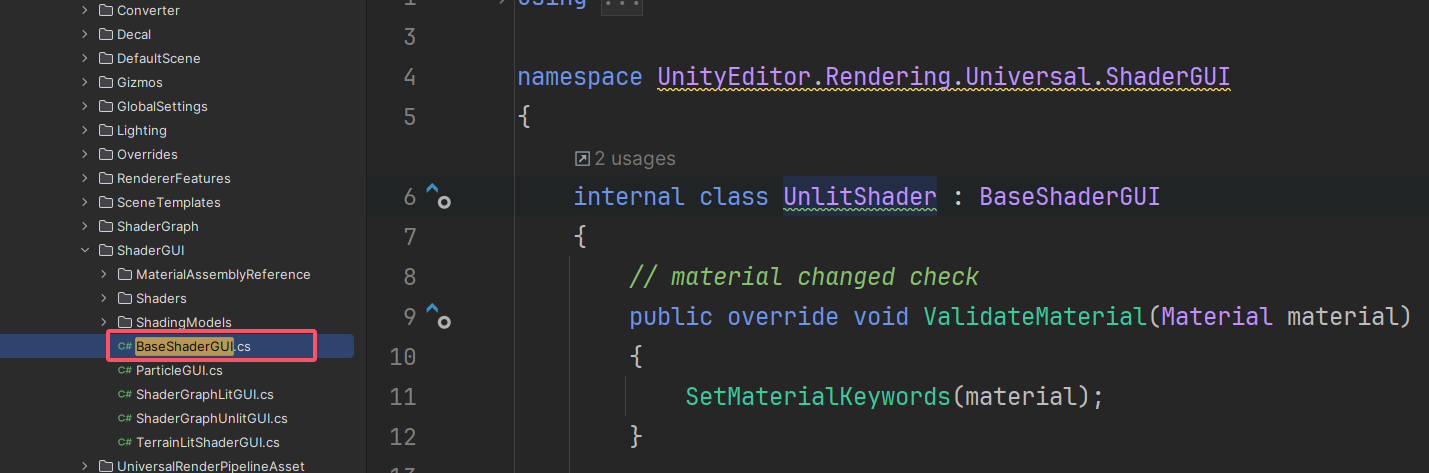 Converter
Decal
DefaultScene
Gizmos
GlobalSettings
Lighting
Overrides
RendererFeatures
SceneTemplates
ShaderGraph
ShaderGUI
MaterialAssemblyReference
Shaders
ShadingModels
C# BaseShaderGUI.cs
C# ParticleGUI.cs
C# ShaderGraphLitGUI.cs
C# ShaderGraphUnlitGUI.cs
C# TerrainLitShaderGUI.cs
UniversalRenderPipelineAsset
1 using ...
3
4 namespace UnityEditor.Rendering.Universal.ShaderGUI
5 {
2 usages
6 internal class UnlitShader : BaseShaderGUI
7 {
8 // material changed check
9 public override void ValidateMaterial(Material material)
10 {
11 SetMaterialKeywords(material);
12 }
13